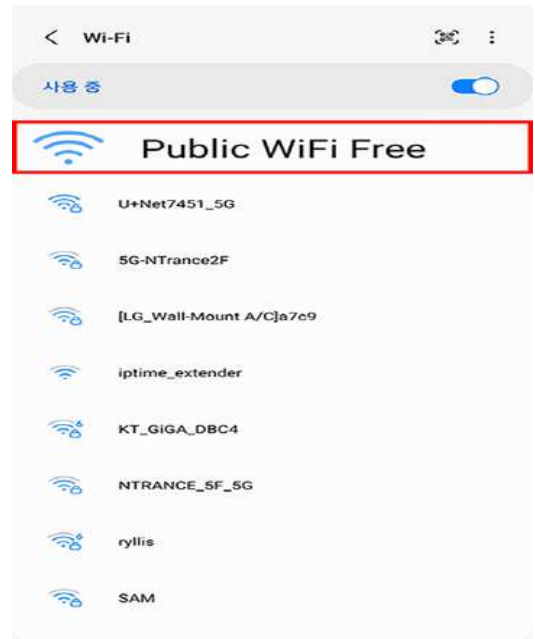 Wi-Fi
사용 중
Public WiFi Free
U+Net7451_5G
5G-NTrance2F
[LG_Wall-Mount A/C]a7c9
iptime_extender
KT_GiGA_DBC4
NTRANCE_5F_5G
ryllis
SAM